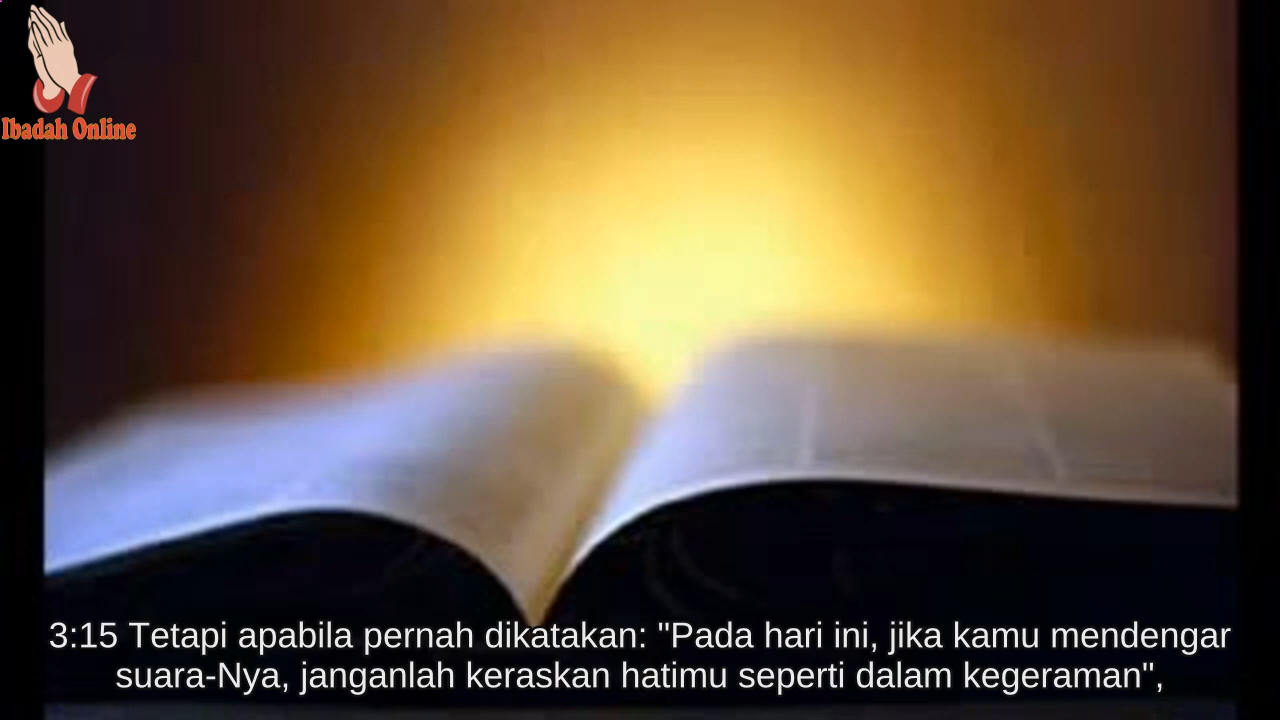 Ibadah Online
3:15 Tetapi apabila pernah dikatakan: "Pada hari ini, jika kamu mendengar
suara-Nya, janganlah keraskan hatimu seperti dalam kegeraman",